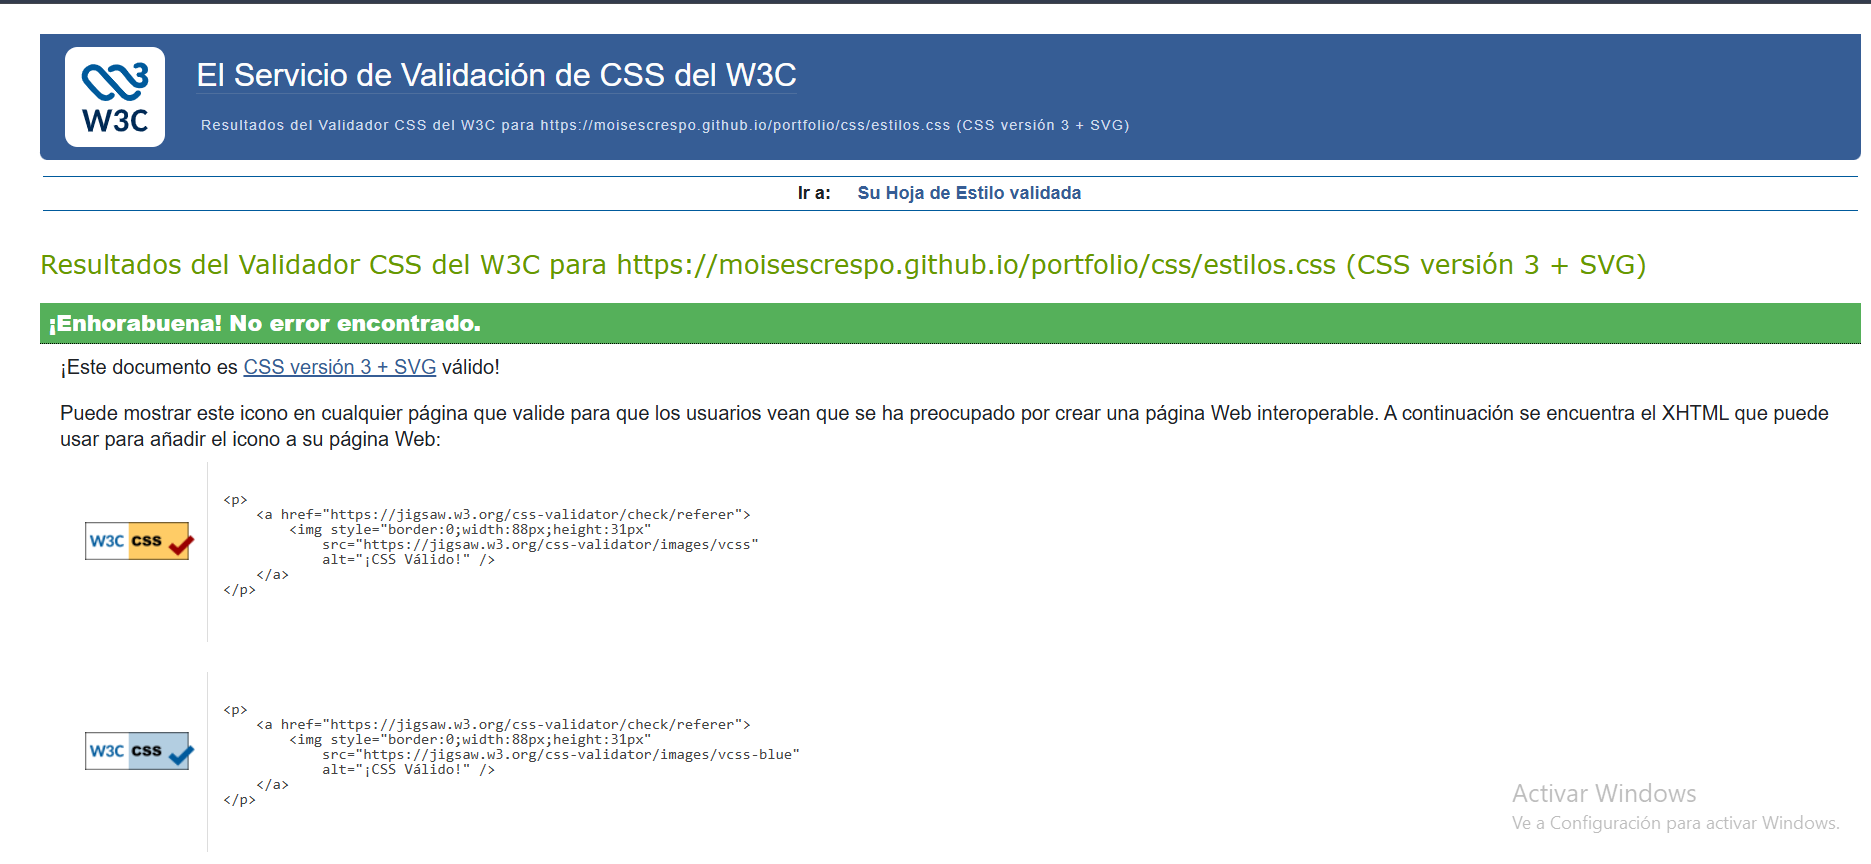 W3C
El Servicio de Validación de CSS del W3C
Resultados del Validador CSS del W3C para https://moisescrespo.github.io/portfolio/css/estilos.css (CSS versión 3 + SVG)
Ir a: Su Hoja de Estilo validada
Resultados del Validador CSS del W3C para https://moisescrespo.github.io/portfolio/css/estilos.css (CSS versión 3 + SVG)
¡Enhorabuena! No error encontrado.
¡Este documento es CSS versión 3 + SVG válido!
Puede mostrar este icono en cualquier página que valide para que los usuarios vean que se ha preocupado por crear una página Web interoperable. A continuación se encuentra el XHTML que puede
usar para añadir el icono a su página Web:
W3C css
<p>
    <a href="https://jigsaw.w3.org/css-validator/check/referer">
        <img style="border:0;width:88px;height:31px"
            src="https://jigsaw.w3.org/css-validator/images/vcss"
            alt="¡CSS Válido!" />
    </a>
</p>
W3C css
<p>
    <a href="https://jigsaw.w3.org/css-validator/check/referer">
        <img style="border:0;width:88px;height:31px"
            src="https://jigsaw.w3.org/css-validator/images/vcss-blue"
            alt="¡CSS Válido!" />
    </a>
</p>
Activar Windows
Ve a Configuración para activar Windows.